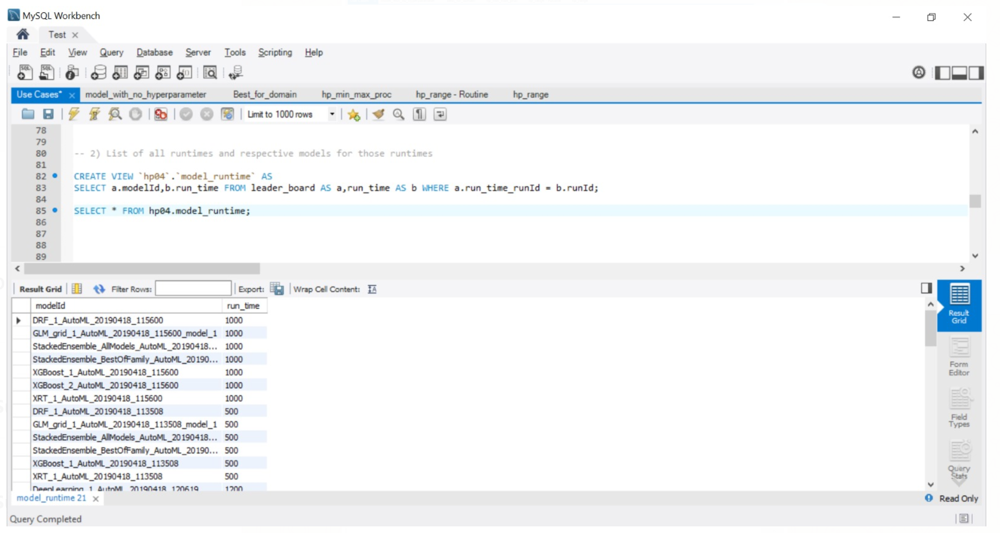 MySQL Workbench
Test
File Edit View Query Database Server Tools Scripting Help
Use Cases* model_with_no_hyperparameter Best_for_domain hp_min_max_proc hp_range - Routine hp_range
Limit to 1000 rows
78
79
80 -- 2) List of all runtimes and respective models for those runtimes
81
82 CREATE VIEW `hp04`.`model_runtime` AS
83 SELECT a.modelId,b.run_time FROM leader_board AS a,run_time AS b WHERE a.run_time_runId = b.runId;
84
85 SELECT * FROM hp04.model_runtime;
86
87
88
89
Result Grid Filter Rows: Export: Wrap Cell Content:
modelId run_time
DRF_1_AutoML_20190418_115600 1000
GLM_grid_1_AutoML_20190418_115600_model_1 1000
StackedEnsemble_AllModels_AutoML_20190418... 1000
StackedEnsemble_BestOfFamily_AutoML_20190... 1000
XGBoost_1_AutoML_20190418_115600 1000
XGBoost_2_AutoML_20190418_115600 1000
XRT_1_AutoML_20190418_115600 1000
DRF_1_AutoML_20190418_113508 500
GLM_grid_1_AutoML_20190418_113508_model_1 500
StackedEnsemble_AllModels_AutoML_20190418... 500
StackedEnsemble_BestOfFamily_AutoML_20190... 500
XGBoost_1_AutoML_20190418_113508 500
XRT_1_AutoML_20190418_113508 500
DeepLearning_1_AutoML_20190418_120619 1200
Result
Grid
Form
Editor
Field
Types
Query
Stats
model_runtime 21
Read Only
Query Completed